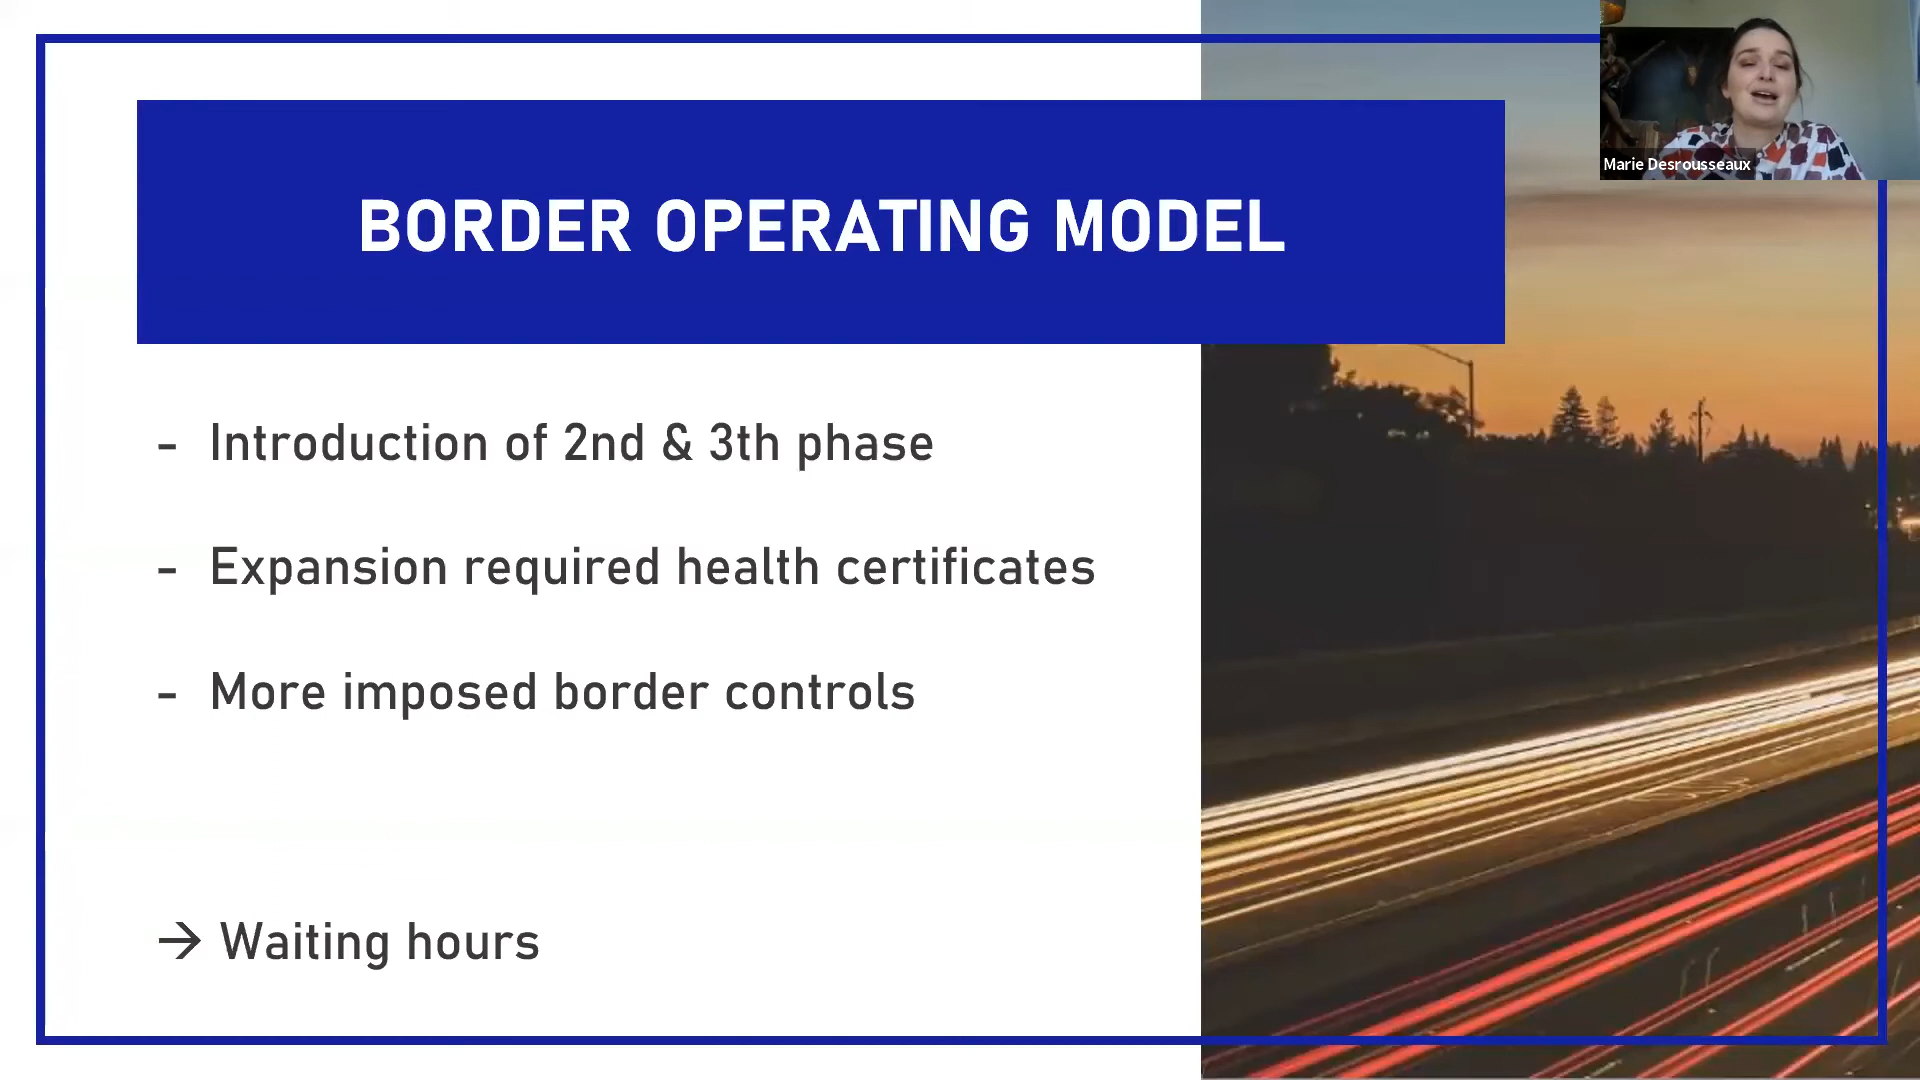 BORDER OPERATING MODEL
Marie Desrousseaux
- Introduction of 2nd & 3th phase
- Expansion required health certificates
- More imposed border controls
→ Waiting hours